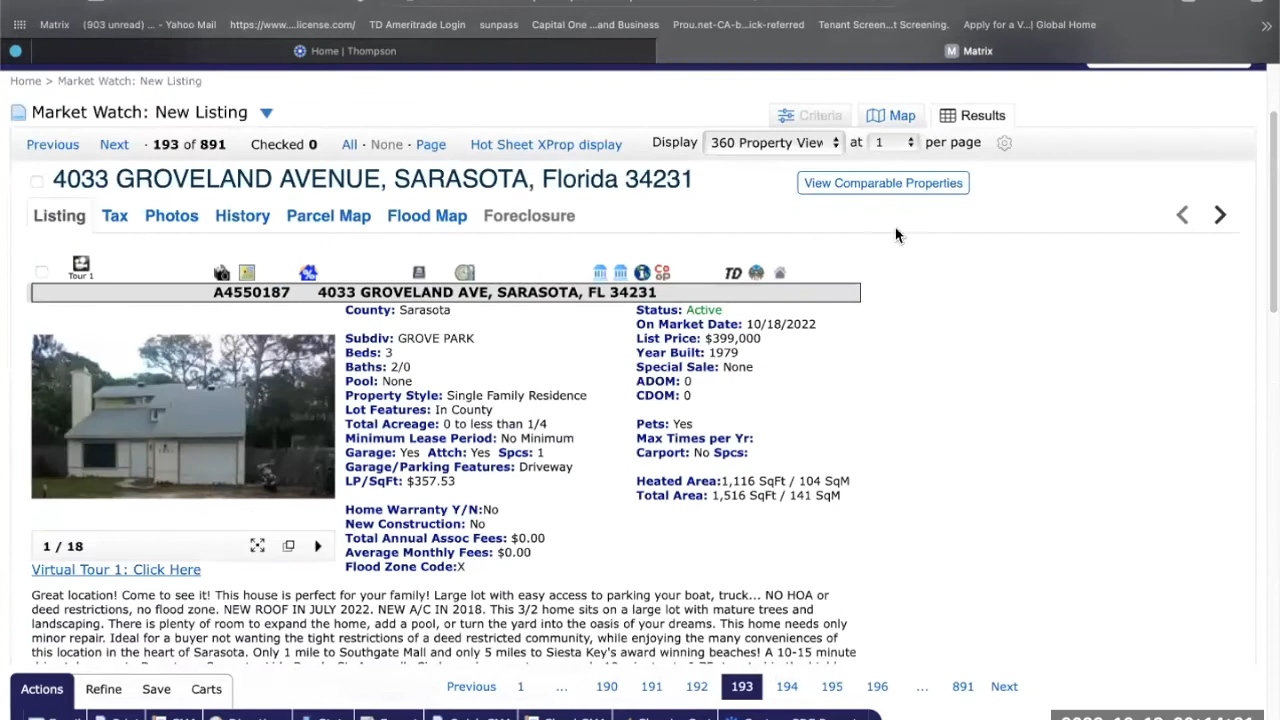 Matrix (903 unread) ... - Yahoo Mail https://www....license.com/ TD Ameritrade Login sunpass Capital One ...and Business Prou.net-CA-b...ick-referred Tenant Screen...t Screening. Apply for a V...| Global Home
Home | Thompson M Matrix
Home > Market Watch: New Listing
Market Watch: New Listing Criteria Map Results
Previous Next · 193 of 891 Checked 0 All · None · Page Hot Sheet XProp display Display 360 Property View at 1 per page
4033 GROVELAND AVENUE, SARASOTA, Florida 34231 View Comparable Properties
Listing Tax Photos History Parcel Map Flood Map Foreclosure
Tour 1 Co op TD
A4550187 4033 GROVELAND AVE, SARASOTA, FL 34231
County: Sarasota Status: Active
On Market Date: 10/18/2022
Subdiv: GROVE PARK List Price: $399,000
Beds: 3 Year Built: 1979
Baths: 2/0 Special Sale: None
Pool: None ADOM: 0
Property Style: Single Family Residence CDOM: 0
Lot Features: In County
Total Acreage: 0 to less than 1/4 Pets: Yes
Minimum Lease Period: No Minimum Max Times per Yr:
Garage: Yes Attch: Yes Spcs: 1 Carport: No Spcs:
Garage/Parking Features: Driveway
LP/SqFt: $357.53 Heated Area:1,116 SqFt / 104 SqM
Total Area: 1,516 SqFt / 141 SqM
Home Warranty Y/N:No
New Construction: No
Total Annual Assoc Fees: $0.00
1 / 18 Average Monthly Fees: $0.00
Virtual Tour 1: Click Here Flood Zone Code:X
Great location! Come to see it! This house is perfect for your family! Large lot with easy access to parking your boat, truck... NO HOA or
deed restrictions, no flood zone. NEW ROOF IN JULY 2022. NEW A/C IN 2018. This 3/2 home sits on a large lot with mature trees and
landscaping. There is plenty of room to expand the home, add a pool, or turn the yard into the oasis of your dreams. This home needs only
minor repair. Ideal for a buyer not wanting the tight restrictions of a deed restricted community, while enjoying the many conveniences of
this location in the heart of Sarasota. Only 1 mile to Southgate Mall and only 5 miles to Siesta Key's award winning beaches! A 10-15 minute
Actions Refine Save Carts Previous 1 ... 190 191 192 193 194 195 196 ... 891 Next